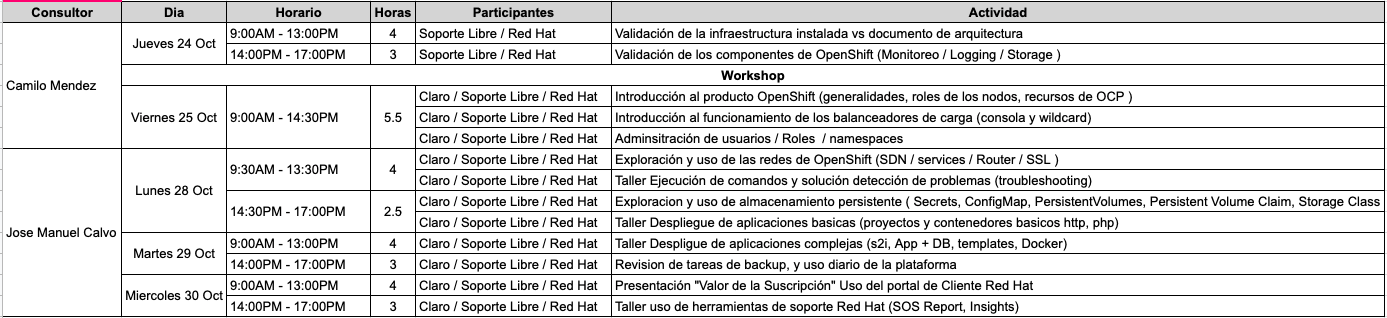 Consultor Dia Horario Horas Participantes Actividad
Camilo Mendez
Jueves 24 Oct
9:00AM - 13:00PM 4 Soporte Libre / Red Hat Validación de la infraestructura instalada vs documento de arquitectura
14:00PM - 17:00PM 3 Soporte Libre / Red Hat Validación de los componentes de OpenShift (Monitoreo / Logging / Storage )
Workshop
Viernes 25 Oct 9:00AM - 14:30PM 5.5
Claro / Soporte Libre / Red Hat Introducción al producto OpenShift (generalidades, roles de los nodos, recursos de OCP )
Claro / Soporte Libre / Red Hat Introducción al funcionamiento de los balanceadores de carga (consola y wildcard)
Claro / Soporte Libre / Red Hat Adminsitración de usuarios / Roles / namespaces
Jose Manuel Calvo
Lunes 28 Oct
9:30AM - 13:30PM 4
Claro / Soporte Libre / Red Hat Exploración y uso de las redes de OpenShift (SDN / services / Router / SSL )
Claro / Soporte Libre / Red Hat Taller Ejecución de comandos y solución detección de problemas (troubleshooting)
14:30PM - 17:00PM 2.5
Claro / Soporte Libre / Red Hat Exploracion y uso de almacenamiento persistente ( Secrets, ConfigMap, PersistentVolumes, Persistent Volume Claim, Storage Class
Claro / Soporte Libre / Red Hat Taller Despliegue de aplicaciones basicas (proyectos y contenedores basicos http, php)
Martes 29 Oct
9:00AM - 13:00PM 4 Claro / Soporte Libre / Red Hat Taller Despligue de aplicaciones complejas (s2i, App + DB, templates, Docker)
14:00PM - 17:00PM 3 Claro / Soporte Libre / Red Hat Revision de tareas de backup, y uso diario de la plataforma
Miercoles 30 Oct
9:00AM - 13:00PM 4 Claro / Soporte Libre / Red Hat Presentación "Valor de la Suscripción" Uso del portal de Cliente Red Hat
14:00PM - 17:00PM 3 Claro / Soporte Libre / Red Hat Taller uso de herramientas de soporte Red Hat (SOS Report, Insights)